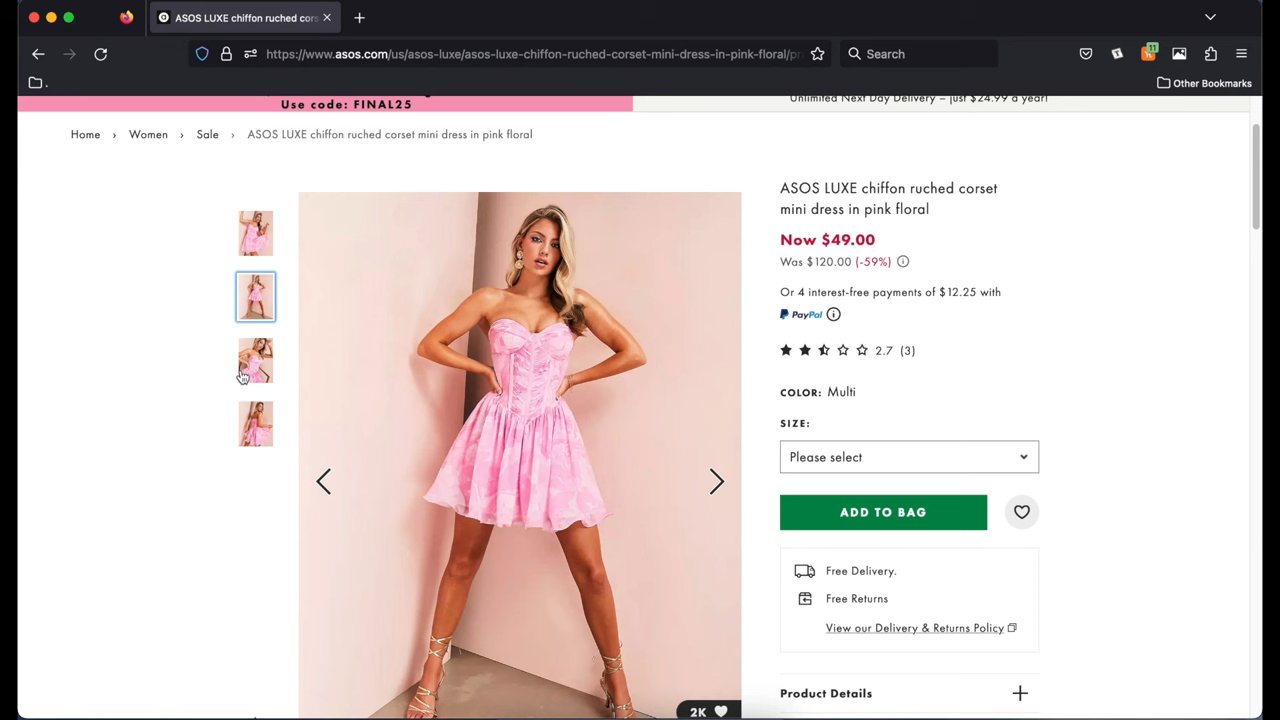 ASOS LUXE chiffon ruched cors
https://www.asos.com/us/asos-luxe/asos-luxe-chiffon-ruched-corset-mini-dress-in-pink-floral/pr
Search
11
.
Other Bookmarks
Use code: FINAL25
Unlimited Next Day Delivery – just $24.99 a year!
Home › Women › Sale › ASOS LUXE chiffon ruched corset mini dress in pink floral
ASOS LUXE chiffon ruched corset
mini dress in pink floral
Now $49.00
Was $120.00 (-59%)
Or 4 interest-free payments of $12.25 with
PayPal
2.7 (3)
COLOR: Multi
SIZE:
Please select
ADD TO BAG
Free Delivery.
Free Returns
View our Delivery & Returns Policy
Product Details
2K